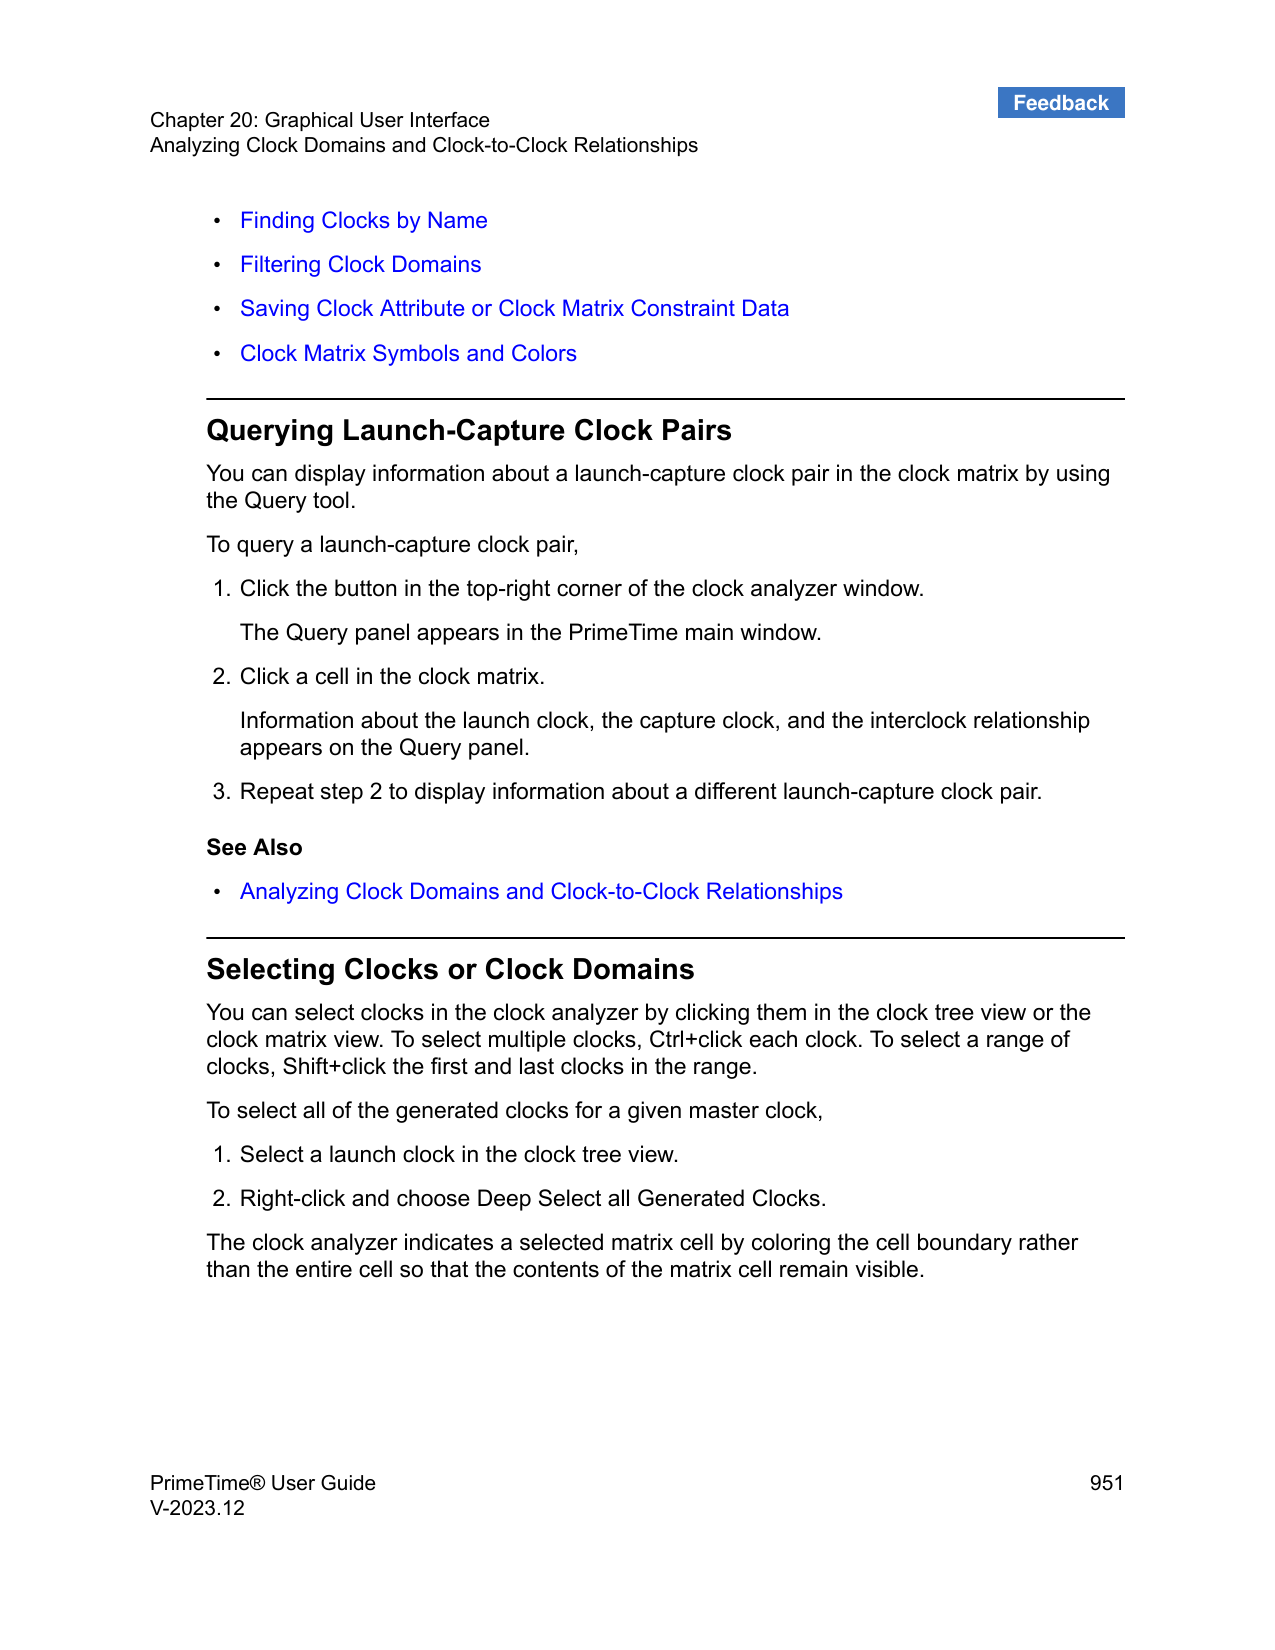 Feedback
Chapter 20: Graphical User Interface
Analyzing Clock Domains and Clock-to-Clock Relationships
• Finding Clocks by Name
• Filtering Clock Domains
• Saving Clock Attribute or Clock Matrix Constraint Data
• Clock Matrix Symbols and Colors
Querying Launch-Capture Clock Pairs
You can display information about a launch-capture clock pair in the clock matrix by using
the Query tool.
To query a launch-capture clock pair,
1. Click the button in the top-right corner of the clock analyzer window.
The Query panel appears in the PrimeTime main window.
2. Click a cell in the clock matrix.
Information about the launch clock, the capture clock, and the interclock relationship
appears on the Query panel.
3. Repeat step 2 to display information about a different launch-capture clock pair.
See Also
• Analyzing Clock Domains and Clock-to-Clock Relationships
Selecting Clocks or Clock Domains
You can select clocks in the clock analyzer by clicking them in the clock tree view or the
clock matrix view. To select multiple clocks, Ctrl+click each clock. To select a range of
clocks, Shift+click the first and last clocks in the range.
To select all of the generated clocks for a given master clock,
1. Select a launch clock in the clock tree view.
2. Right-click and choose Deep Select all Generated Clocks.
The clock analyzer indicates a selected matrix cell by coloring the cell boundary rather
than the entire cell so that the contents of the matrix cell remain visible.
PrimeTime® User Guide
951
V-2023.12